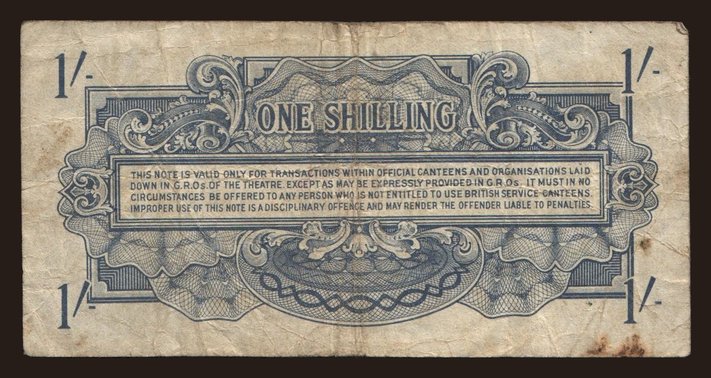 1/- 1/-
ONE SHILLING
THIS NOTE IS VALID ONLY FOR TRANSACTIONS WITHIN OFFICIAL CANTEENS AND ORGANISATIONS LAID
DOWN IN G.R.Os. OF THE THEATRE. EXCEPT AS MAY BE EXPRESSLY PROVIDED IN G.R.Os. IT MUST IN NO
CIRCUMSTANCES BE OFFERED TO ANY PERSON WHO IS NOT ENTITLED TO USE BRITISH SERVICE CANTEENS.
IMPROPER USE OF THIS NOTE IS A DISCIPLINARY OFFENCE AND MAY RENDER THE OFFENDER LIABLE TO PENALTIES.
1/- 1/-